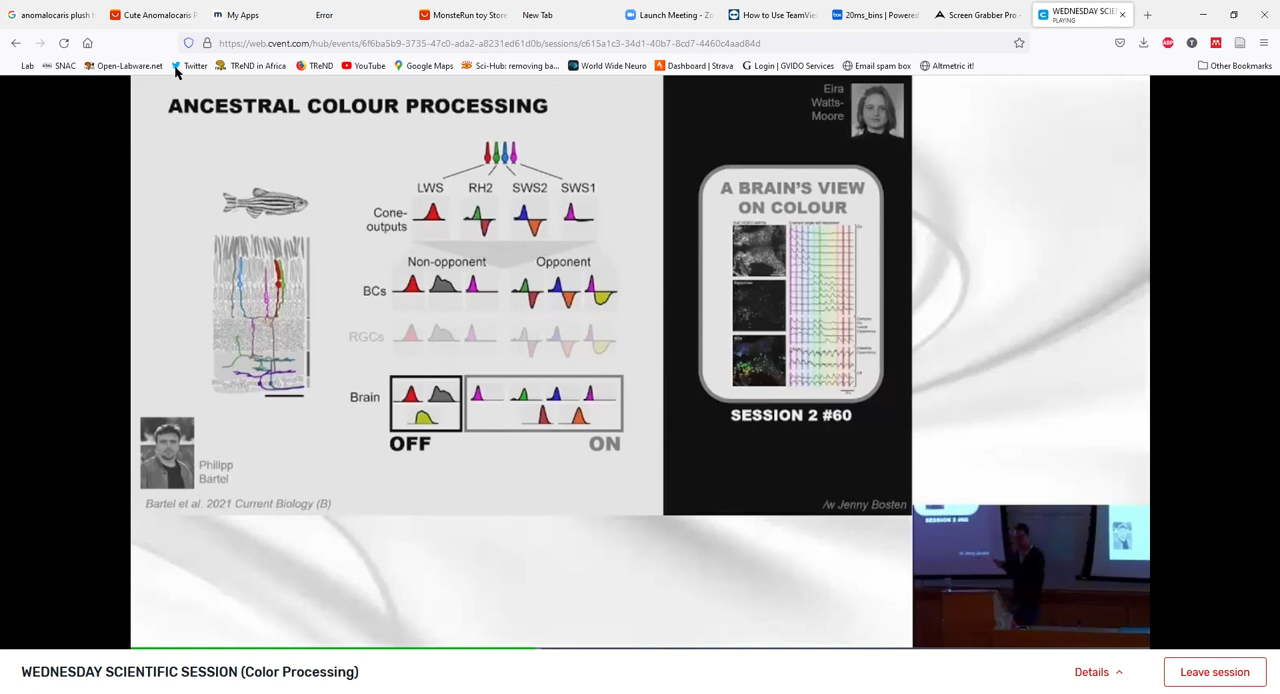 anomalocaris plush t
Cute Anomalocaris P
My Apps
Error
MonsteRun toy Store
New Tab
Launch Meeting - Zo
How to Use TeamVie
20ms_bins | Powered
Screen Grabber Pro -
WEDNESDAY SCIE
PLAYING
https://web.cvent.com/hub/events/6f6ba5b9-3735-47c0-ada2-a8231ed61d0b/sessions/c615a1c3-34d1-40b7-8cd7-4460c4aad84d
Lab
SNAC
Open-Labware.net
Twitter
TReND in Africa
TReND
YouTube
Google Maps
Sci-Hub: removing ba...
World Wide Neuro
Dashboard | Strava
Login | GVIDO Services
Email spam box
Altmetric it!
Other Bookmarks
ANCESTRAL COLOUR PROCESSING
LWS RH2 SWS2 SWS1
Cone-
outputs
Non-opponent Opponent
BCs
RGCs
Brain
OFF ON
Philipp
Bartel
Bartel et al. 2021 Current Biology (B)
Eira
Watts-
Moore
A BRAIN'S VIEW
ON COLOUR
SESSION 2 #60
/w Jenny Bosten
SESSION 2 #60
WEDNESDAY SCIENTIFIC SESSION (Color Processing)
Details
Leave session